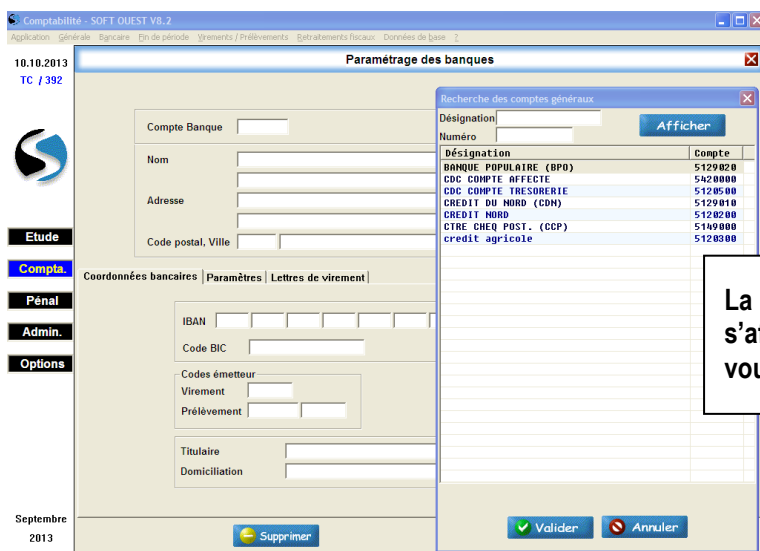 Comptabilité - SOFT OUEST V8.2
Application Générale Bancaire Fin de période Virements / Prélèvements Retraitements fiscaux Données de base ?
10.10.2013
TC / 392
Paramétrage des banques
Compte Banque
Nom
Adresse
Code postal, Ville
Etude
Compta.
Pénal
Admin.
Options
Coordonnées bancaires Paramètres Lettres de virement
IBAN
Code BIC
Codes émetteur
Virement
Prélèvement
Titulaire
Domiciliation
Septembre
2013
Supprimer
Recherche des comptes généraux
Désignation
Numéro
Afficher
Désignation Compte
BANQUE POPULAIRE (BPO) 5129020
CDC COMPTE AFFECTE 5420000
CDC COMPTE TRESORERIE 5120500
CREDIT DU NORD (CDN) 5129010
CREDIT NORD 5120200
CTRE CHEQ POST. (CCP) 5149000
credit agricole 5120300
Valider Annuler
La